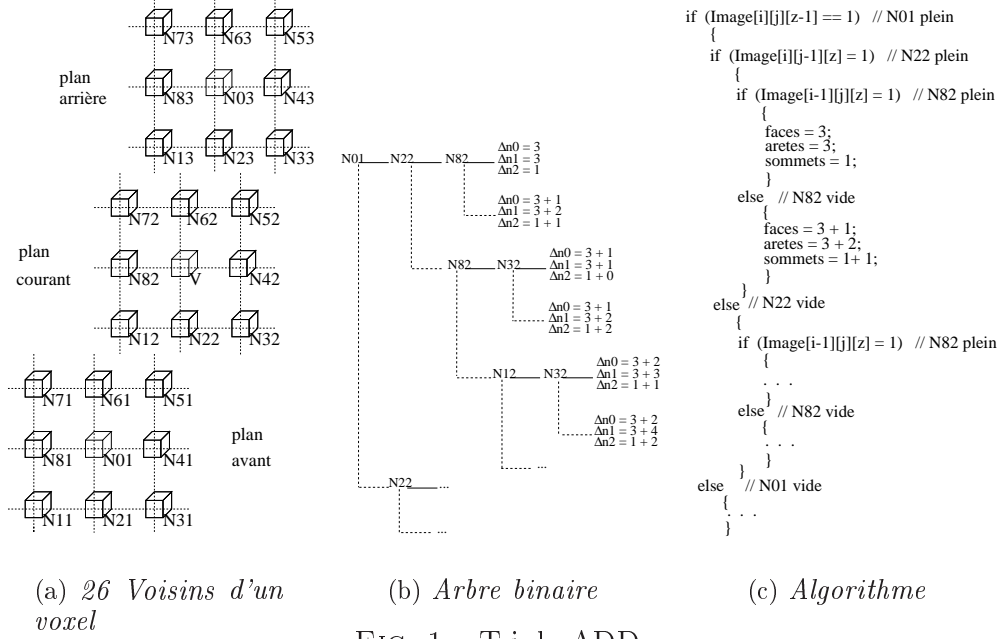 N73 N63 N53
plan
arrière
N83 N03 N43
N13 N23 N33
N72 N62 N52
plan
courant
N82 V N42
N12 N22 N32
N71 N61 N51
plan
avant
N81 N01 N41
N11 N21 N31
(a) 26 Voisins d'un
voxel
N01 N22 N82
Δn0 = 3
Δn1 = 3
Δn2 = 1
Δn0 = 3 + 1
Δn1 = 3 + 2
Δn2 = 1 + 1
N82 N32
Δn0 = 3 + 1
Δn1 = 3 + 1
Δn2 = 1 + 0
Δn0 = 3 + 1
Δn1 = 3 + 2
Δn2 = 1 + 2
N12 N32
Δn0 = 3 + 2
Δn1 = 3 + 3
Δn2 = 1 + 1
Δn0 = 3 + 2
Δn1 = 3 + 4
Δn2 = 1 + 2
...
N22 ...
...
(b) Arbre binaire
if (Image[i][j][z-1] == 1) // N01 plein
{
if (Image[i][j-1][z] = 1) // N22 plein
{
if (Image[i-1][j][z] = 1) // N82 plein
{
faces = 3;
aretes = 3;
sommets = 1;
}
else // N82 vide
{
faces = 3 + 1;
aretes = 3 + 2;
sommets = 1+ 1;
}
}
else // N22 vide
{
if (Image[i-1][j][z] = 1) // N82 plein
{
. . .
}
else // N82 vide
{
. . .
}
}
else // N01 vide
{
. . .
}
(c) Algorithme